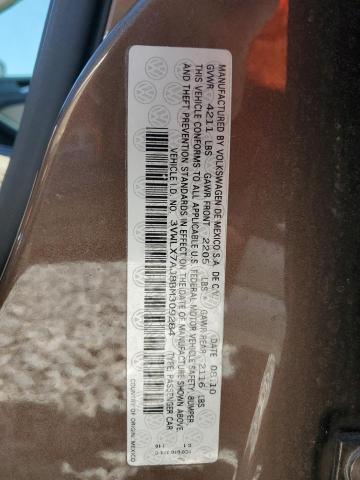 MANUFACTURED BY VOLKSWAGEN DE MEXICO S.A. DE C.V. DATE 08.10
GVWR 4211 LBS GAWR FRONT 2205 LBS GAWR REAR 2116 LBS
THIS VEHICLE CONFORMS TO ALL APPLICABLE U.S. FEDERAL MOTOR VEHICLE SAFETY, BUMPER,
AND THEFT PREVENTION STANDARDS IN EFFECT ON THE DATE OF MANUFACTURE SHOWN ABOVE.
VEHICLE I.D. NO. 3VWLX7AJ8BM309284 TYPE: PASSENGER CAR
COUNTRY OF ORIGIN: MEXICO